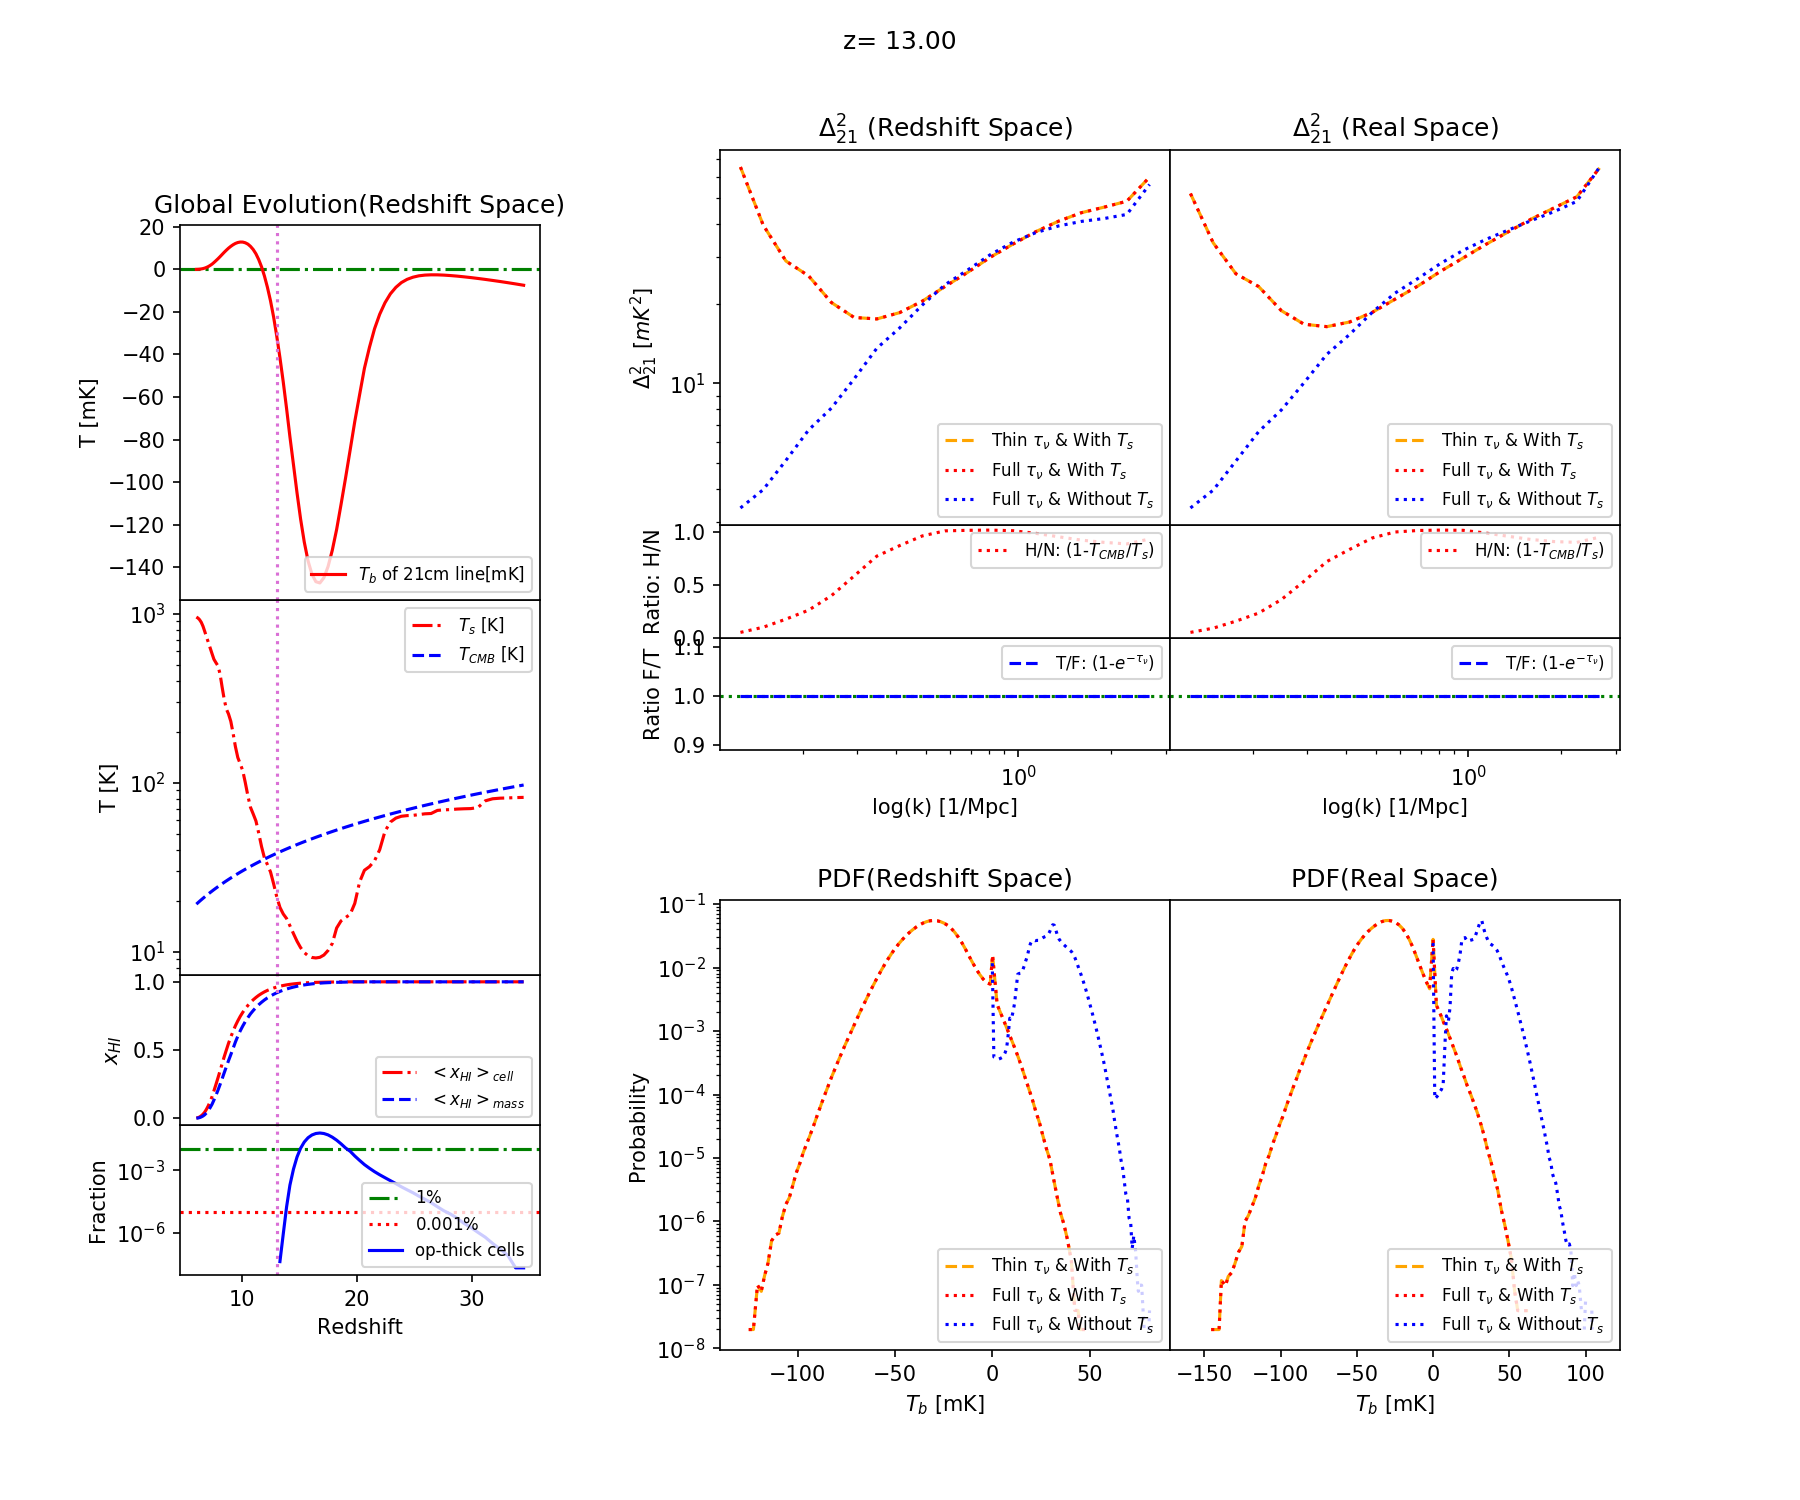 z= 13.00
Global Evolution(Redshift Space)
20
0
−20
−40
−60
−80
−100
−120
−140
T [mK]
T_b of 21cm line[mK]
10^3
10^2
10^1
T [K]
T_s [K]
T_CMB [K]
1.0
0.5
0.0
x_HI
< x_HI >_cell
< x_HI >_mass
10^−3
10^−6
Fraction
1%
0.001%
op-thick cells
10
20
30
Redshift
Δ^2_21 (Redshift Space)
Δ^2_21 (Real Space)
Δ^2_21 [mK^2]
10^1
Thin τ_ν & With T_s
Full τ_ν & With T_s
Full τ_ν & Without T_s
Thin τ_ν & With T_s
Full τ_ν & With T_s
Full τ_ν & Without T_s
1.0
0.5
0.0
Ratio: H/N
H/N: (1-T_CMB/T_s)
H/N: (1-T_CMB/T_s)
1.1
1.0
0.9
Ratio F/T
T/F: (1-e^−τ_ν)
T/F: (1-e^−τ_ν)
10^0
10^0
log(k) [1/Mpc]
log(k) [1/Mpc]
PDF(Redshift Space)
PDF(Real Space)
10^−1
10^−2
10^−3
10^−4
10^−5
10^−6
10^−7
10^−8
Probability
Thin τ_ν & With T_s
Full τ_ν & With T_s
Full τ_ν & Without T_s
Thin τ_ν & With T_s
Full τ_ν & With T_s
Full τ_ν & Without T_s
−100
−50
0
50
−150
−100
−50
0
50
100
T_b [mK]
T_b [mK]